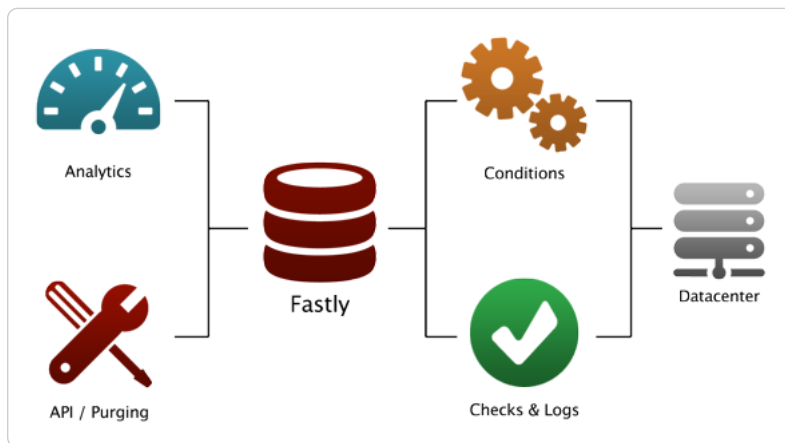 Analytics
Conditions
Fastly
Datacenter
API / Purging
Checks & Logs